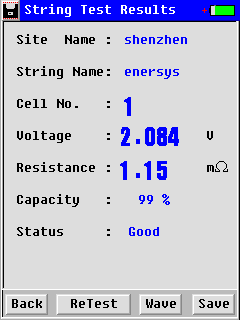 String Test Results
Site Name : shenzhen
String Name: enersys
Cell No. : 1
Voltage : 2.084 V
Resistance : 1.15 mΩ
Capacity : 99 %
Status : Good
Back ReTest Wave Save